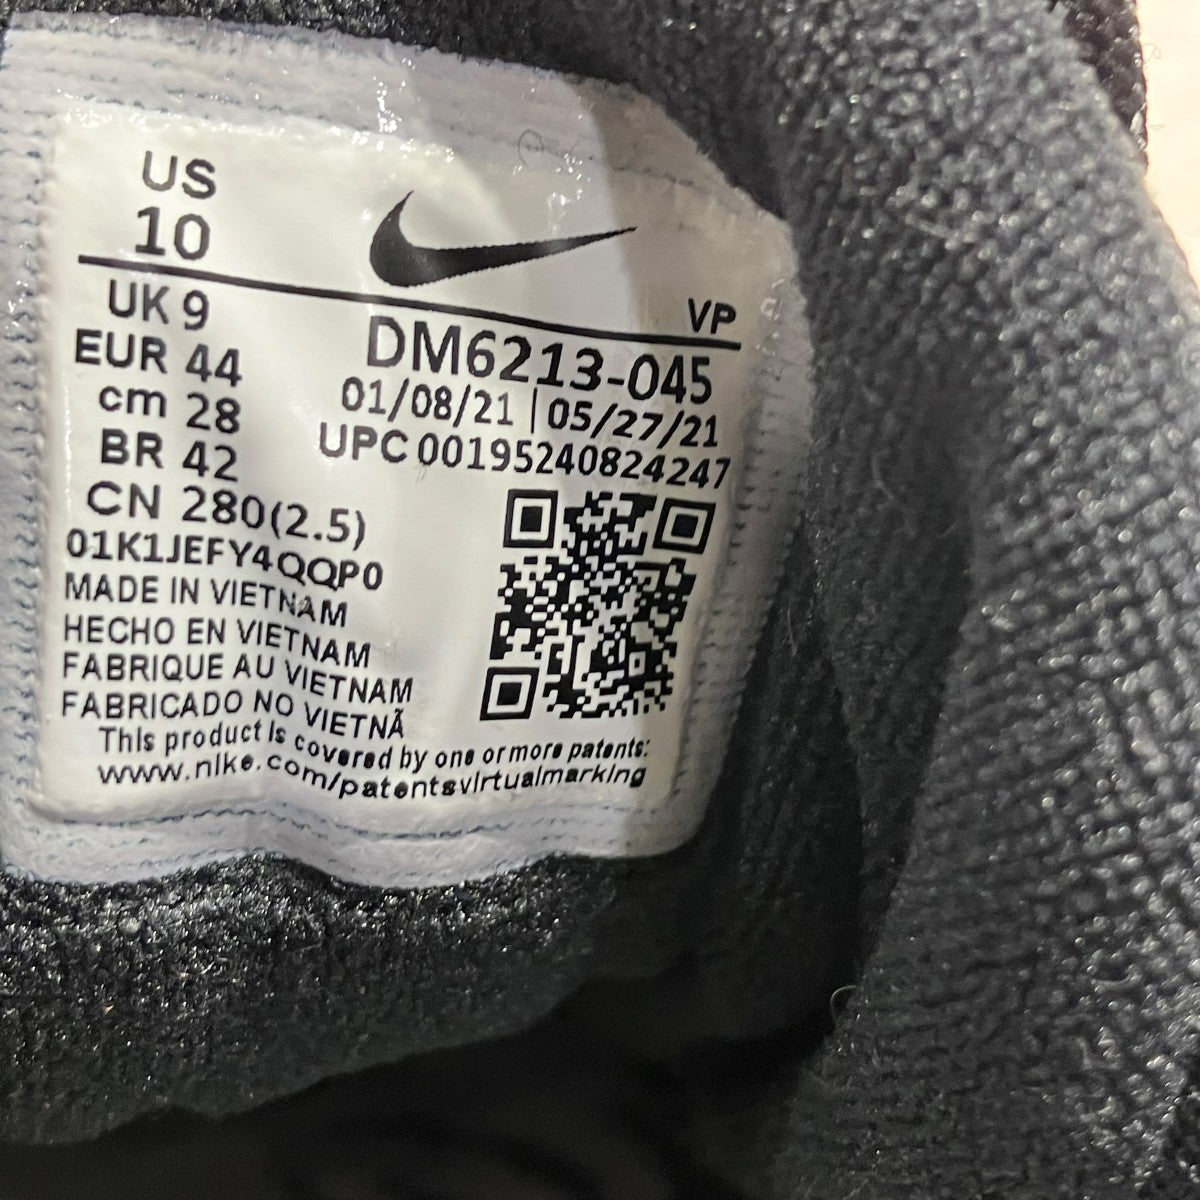 US
10
VP
UK 9
EUR 44
cm 28
BR 42
CN 280(2.5)
DM6213-045
01/08/21 | 05/27/21
UPC 00195240824247
01K1JEFY4QQP0
MADE IN VIETNAM
HECHO EN VIETNAM
FABRIQUE AU VIETNAM
FABRICADO NO VIETNÃ
This product is covered by one or more patents:
www.nike.com/patentsvirtualmarking